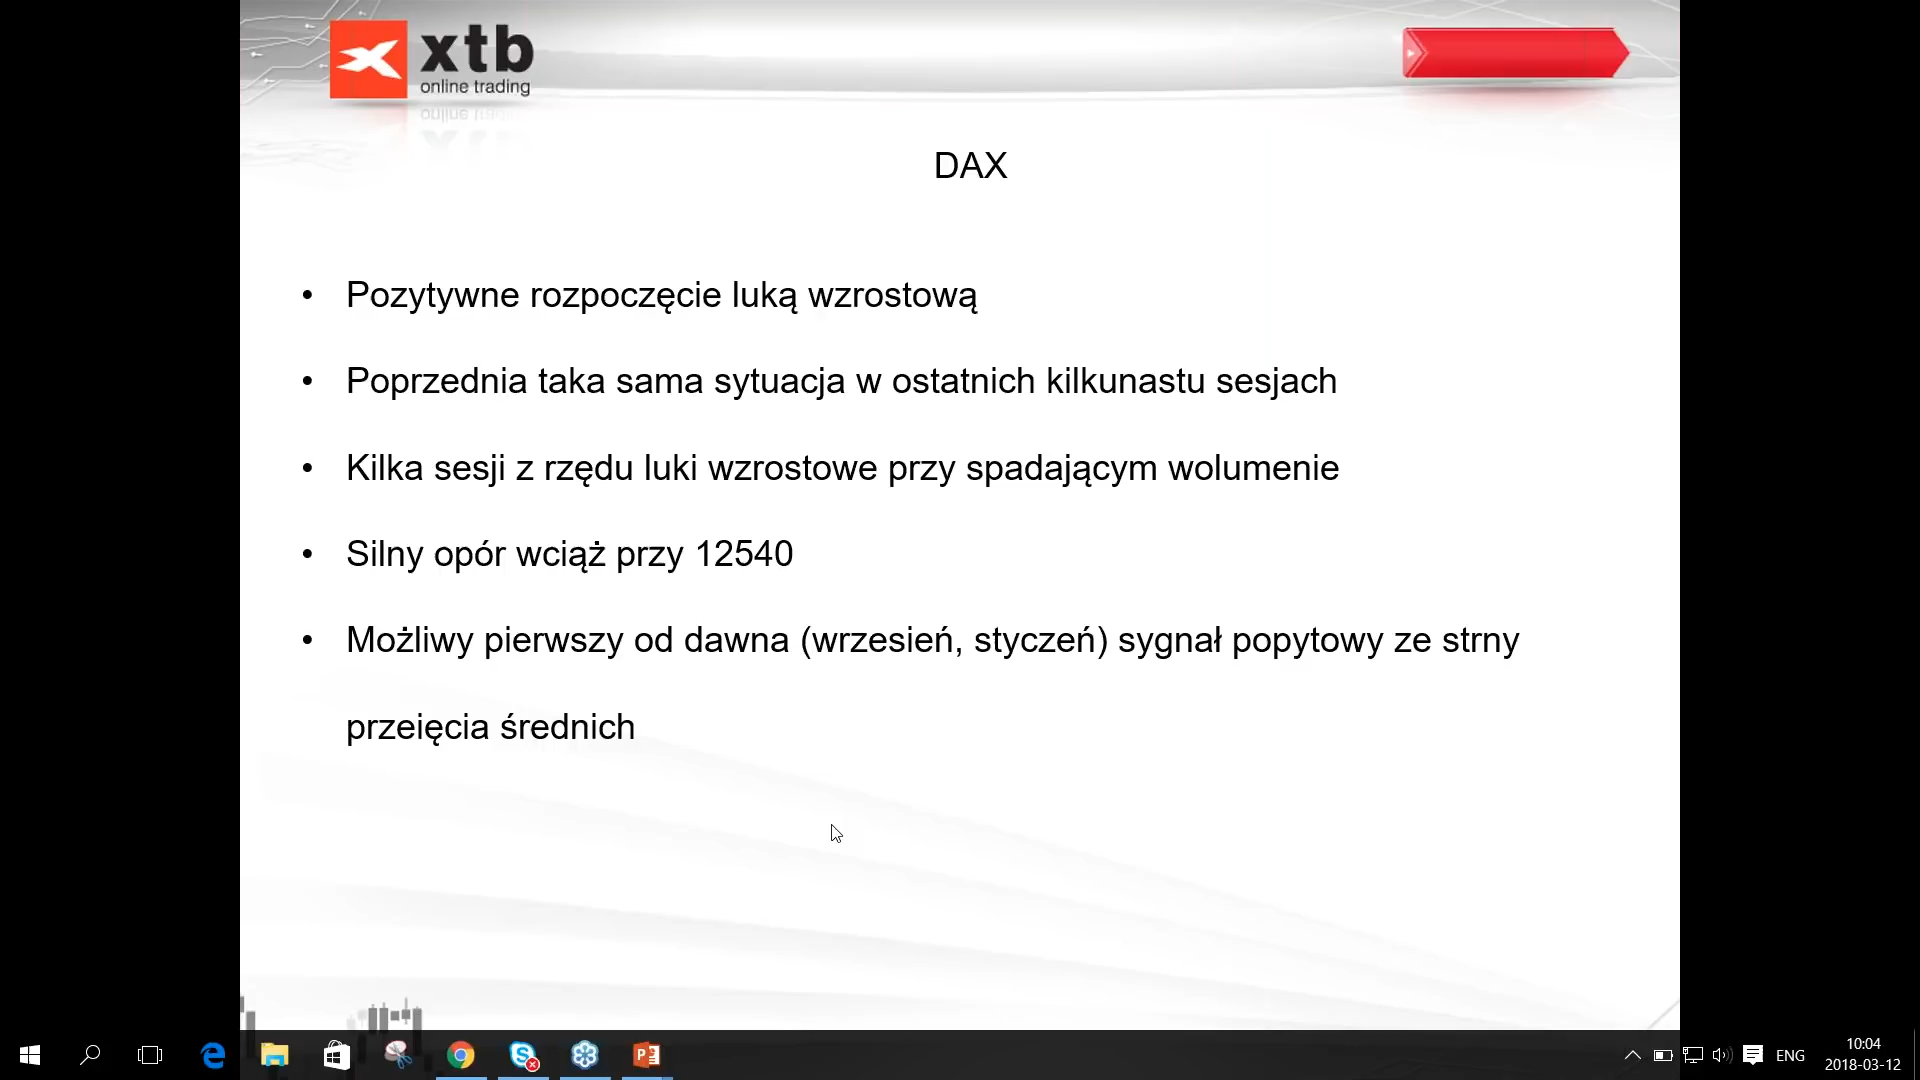 xtb
online trading
DAX
• Pozytywne rozpoczęcie luką wzrostową
• Poprzednia taka sama sytuacja w ostatnich kilkunastu sesjach
• Kilka sesji z rzędu luki wzrostowe przy spadającym wolumenie
• Silny opór wciąż przy 12540
• Możliwy pierwszy od dawna (wrzesień, styczeń) sygnał popytowy ze strny
przeięcia średnich
ENG
10:04
2018-03-12